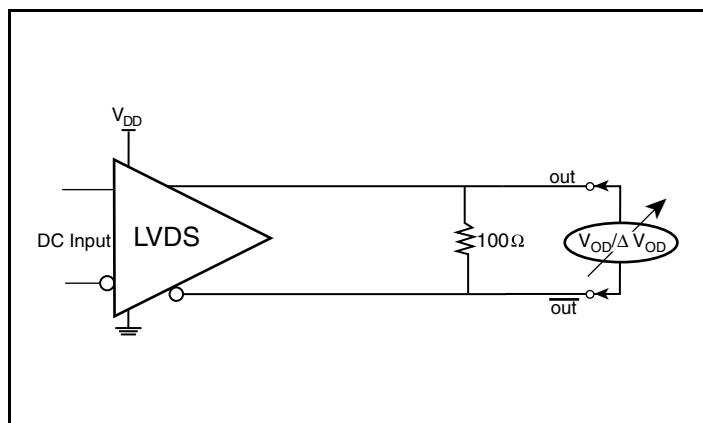 V_DD
out
DC Input
LVDS
100Ω
V_OD/Δ V_OD
out